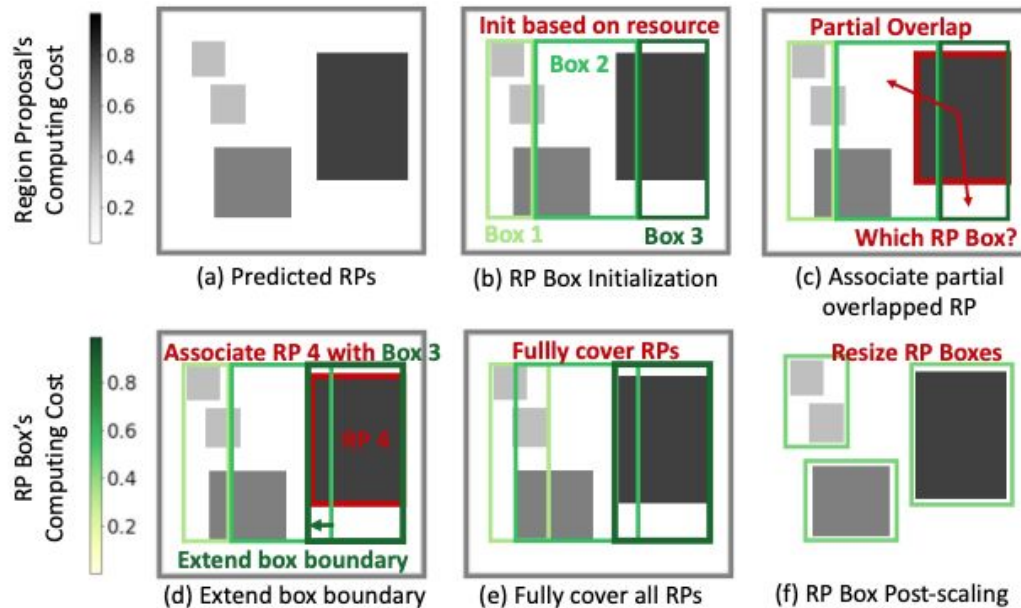 Region Proposal's
Computing Cost
0.8
0.6
0.4
0.2
(a) Predicted RPs
Init based on resource
Box 2
Box 1
Box 3
(b) RP Box Initialization
Partial Overlap
Which RP Box?
(c) Associate partial
overlapped RP
RP Box's
Computing Cost
0.8
0.6
0.4
0.2
Associate RP 4 with Box 3
RP 4
Extend box boundary
(d) Extend box boundary
Fullly cover RPs
(e) Fully cover all RPs
Resize RP Boxes
(f) RP Box Post-scaling